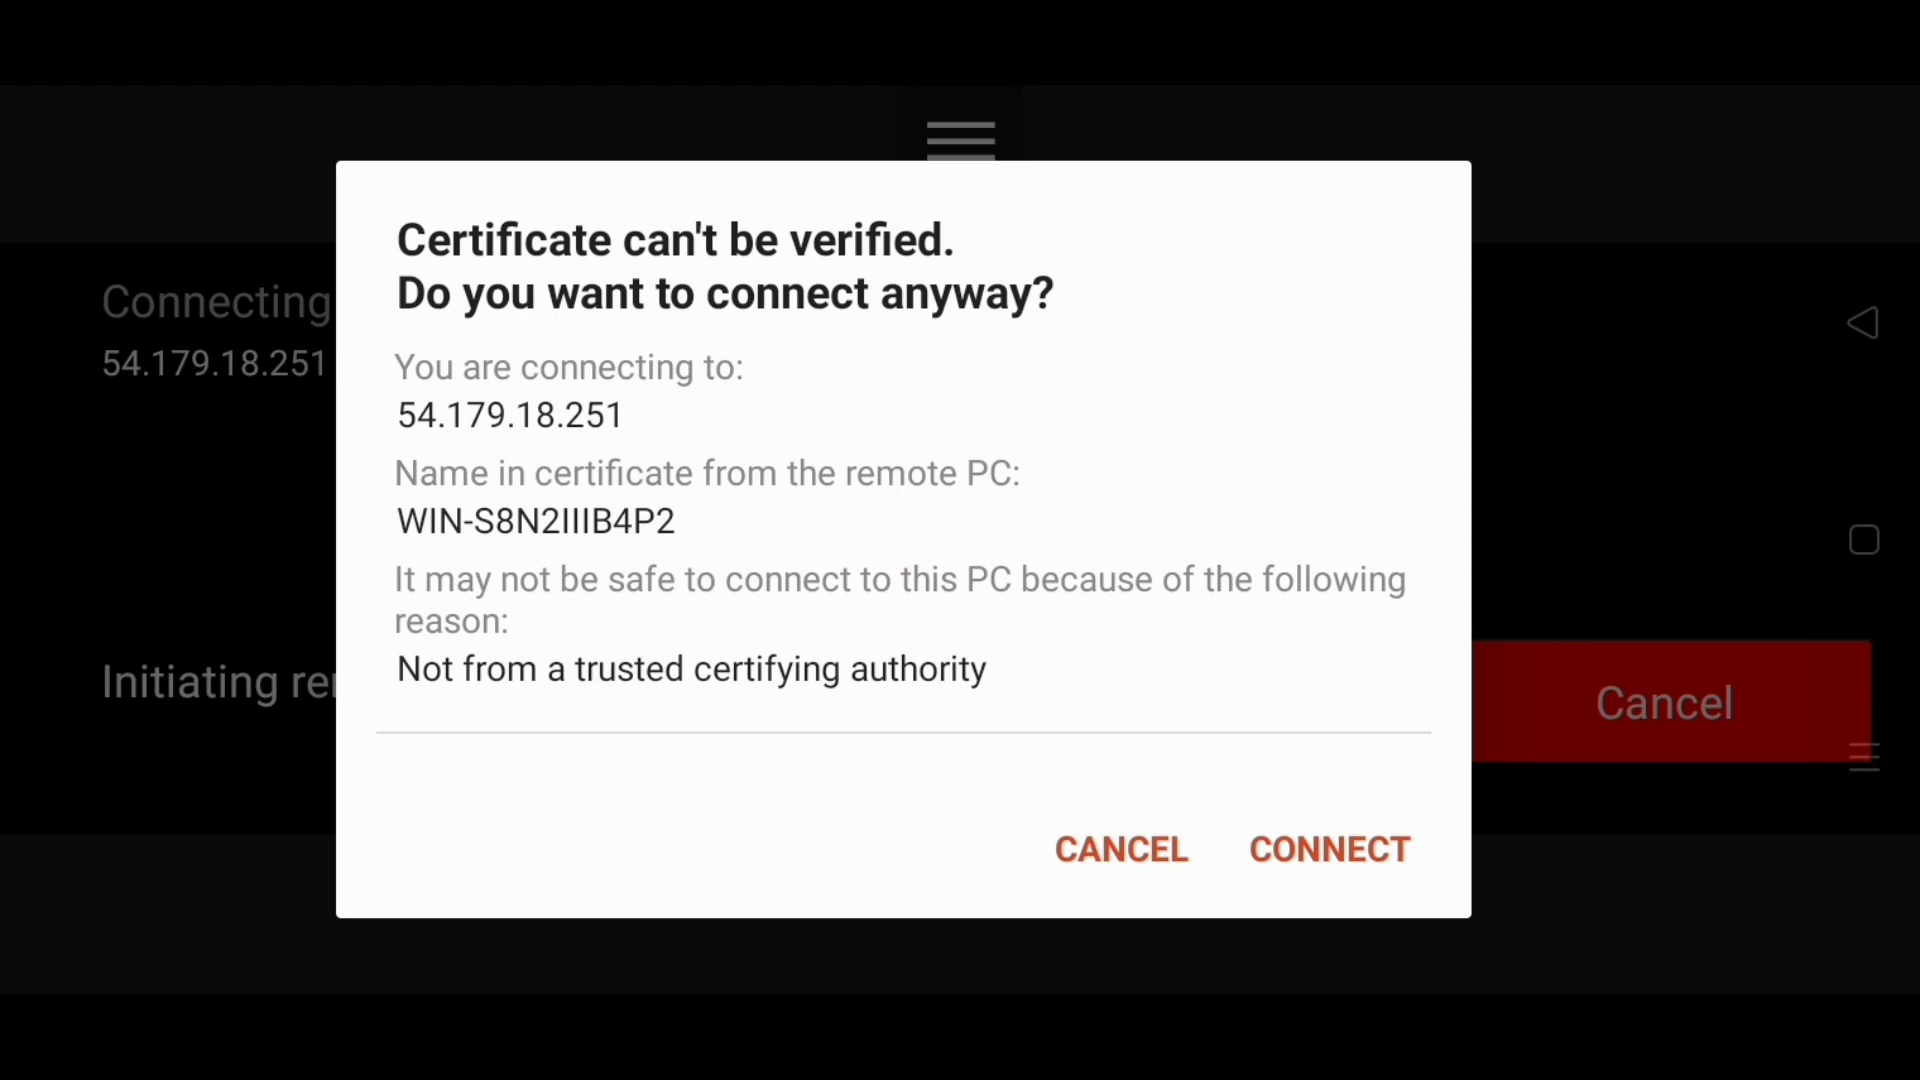 Certificate can't be verified.
Do you want to connect anyway?
You are connecting to:
54.179.18.251
Name in certificate from the remote PC:
WIN-S8N2IIIB4P2
It may not be safe to connect to this PC because of the following
reason:
Not from a trusted certifying authority
CANCEL CONNECT
Connecting
54.179.18.251
Initiating
Cancel